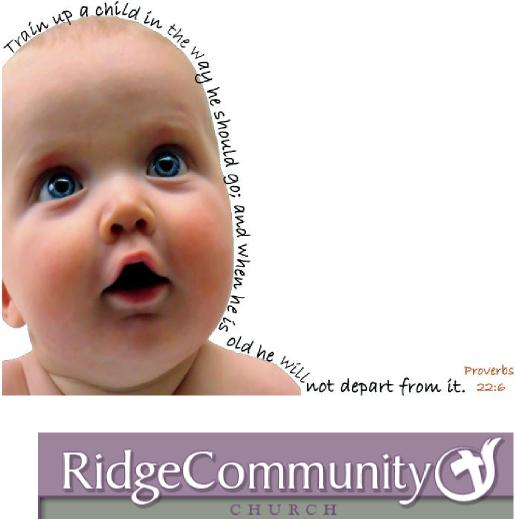 Train up a child in the way he should go; and when he is old he will not depart from it.
Proverbs
22:6
RidgeCommunity
CHURCH